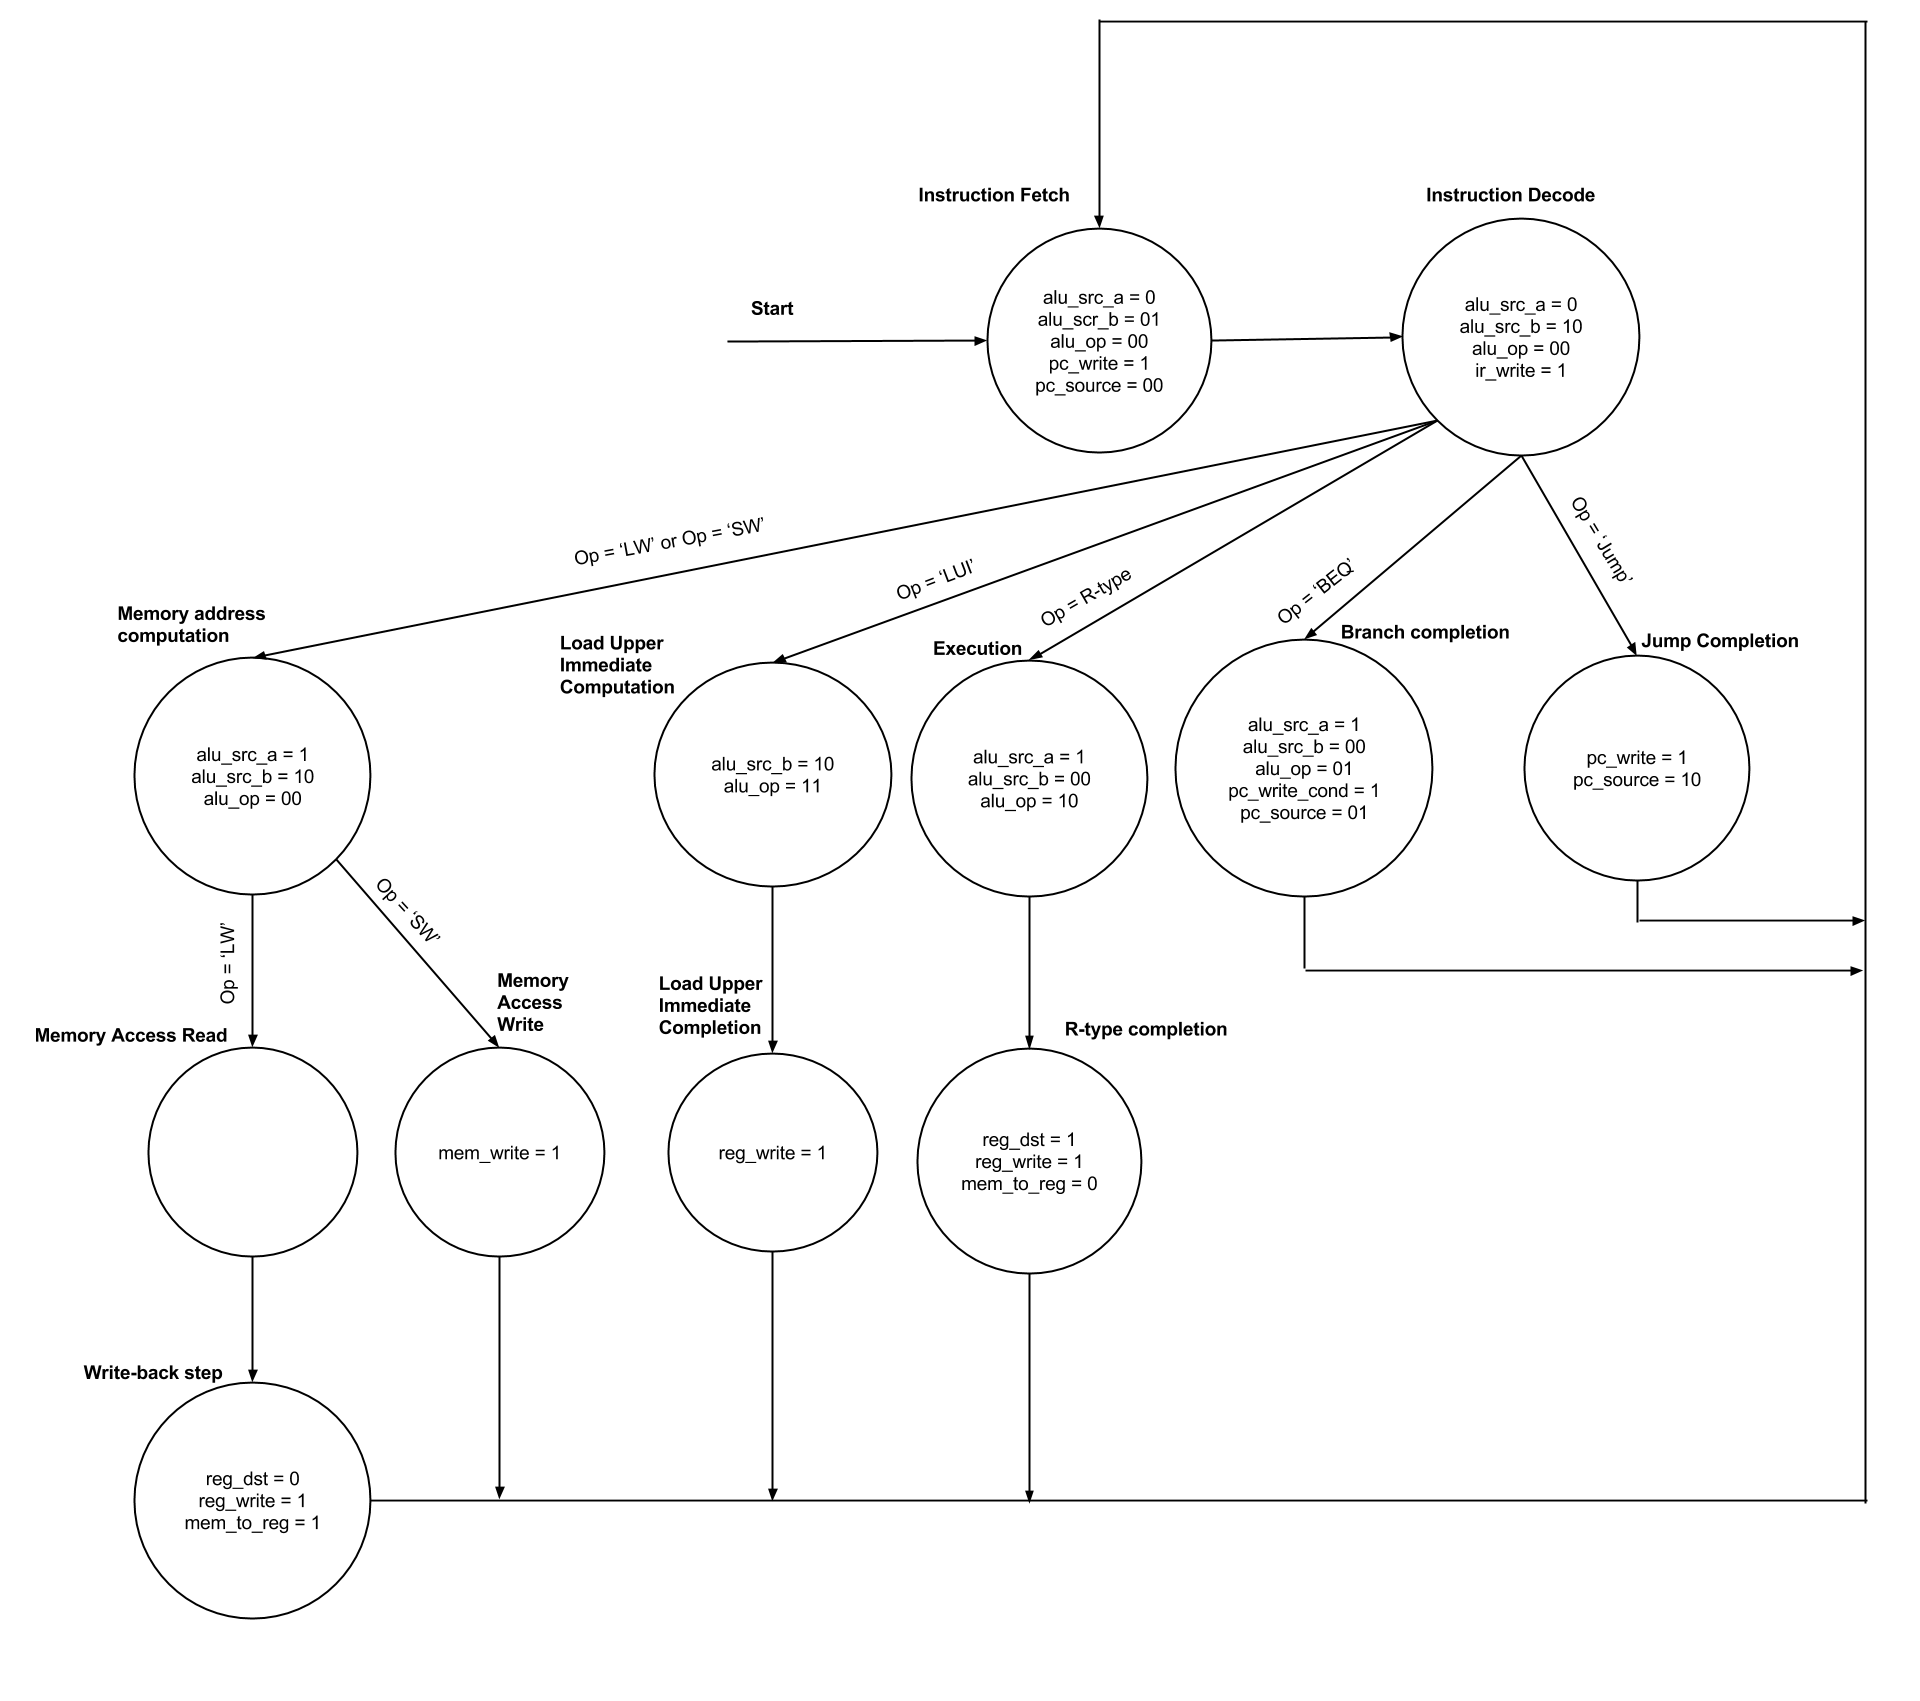 Instruction Fetch
Instruction Decode
Start
alu_src_a = 0
alu_scr_b = 01
alu_op = 00
pc_write = 1
pc_source = 00
alu_src_a = 0
alu_src_b = 10
alu_op = 00
ir_write = 1
Op = ‘LW’ or Op = ‘SW’
Op = ‘LUI’
Op = R-type
Op = ‘BEQ’
Op = ‘Jump’
Memory address
computation
Load Upper
Immediate
Computation
Execution
Branch completion
Jump Completion
alu_src_a = 1
alu_src_b = 10
alu_op = 00
alu_src_b = 10
alu_op = 11
alu_src_a = 1
alu_src_b = 00
alu_op = 10
alu_src_a = 1
alu_src_b = 00
alu_op = 01
pc_write_cond = 1
pc_source = 01
pc_write = 1
pc_source = 10
Op = ‘LW’
Op = ‘SW’
Memory Access Read
Memory
Access
Write
Load Upper
Immediate
Completion
R-type completion
mem_write = 1
reg_write = 1
reg_dst = 1
reg_write = 1
mem_to_reg = 0
Write-back step
reg_dst = 0
reg_write = 1
mem_to_reg = 1